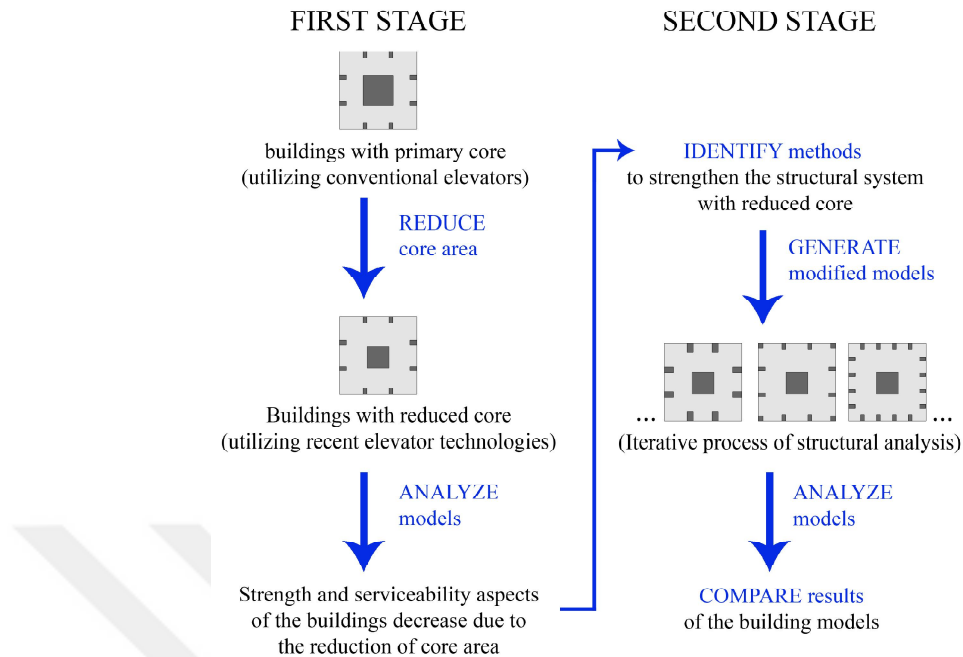 FIRST STAGE
buildings with primary core
(utilizing conventional elevators)
REDUCE
core area
Buildings with reduced core
(utilizing recent elevator technologies)
ANALYZE
models
Strength and serviceability aspects
of the buildings decrease due to
the reduction of core area
SECOND STAGE
IDENTIFY methods
to strengthen the structural system
with reduced core
GENERATE
modified models
... ...
(Iterative process of structural analysis)
ANALYZE
models
COMPARE results
of the building models